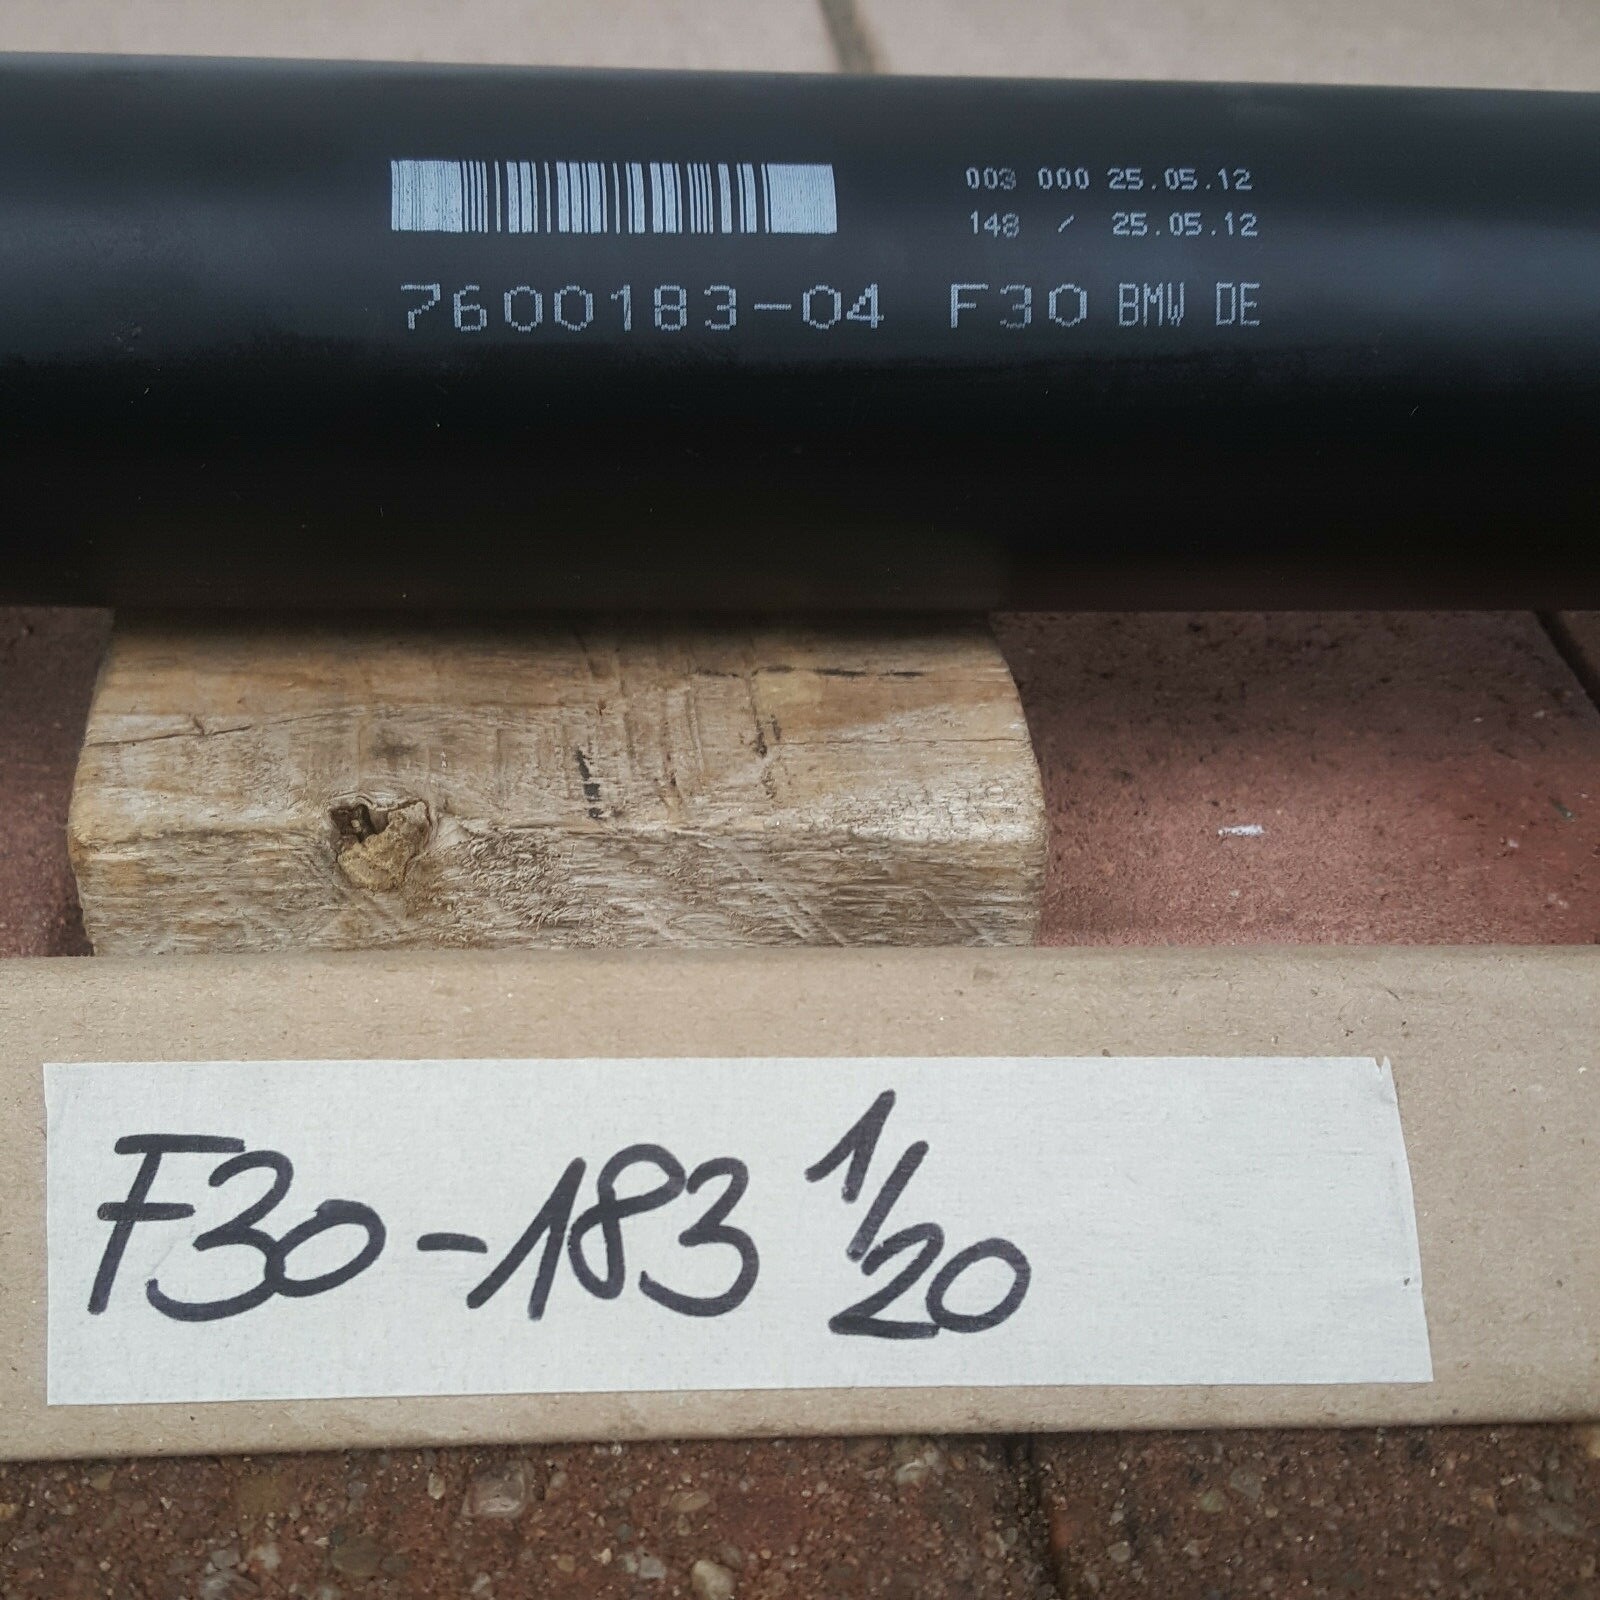 003 000 25.05.12
148 / 25.05.12
7600183-04 F30 BMW DE
F30-183 1/20